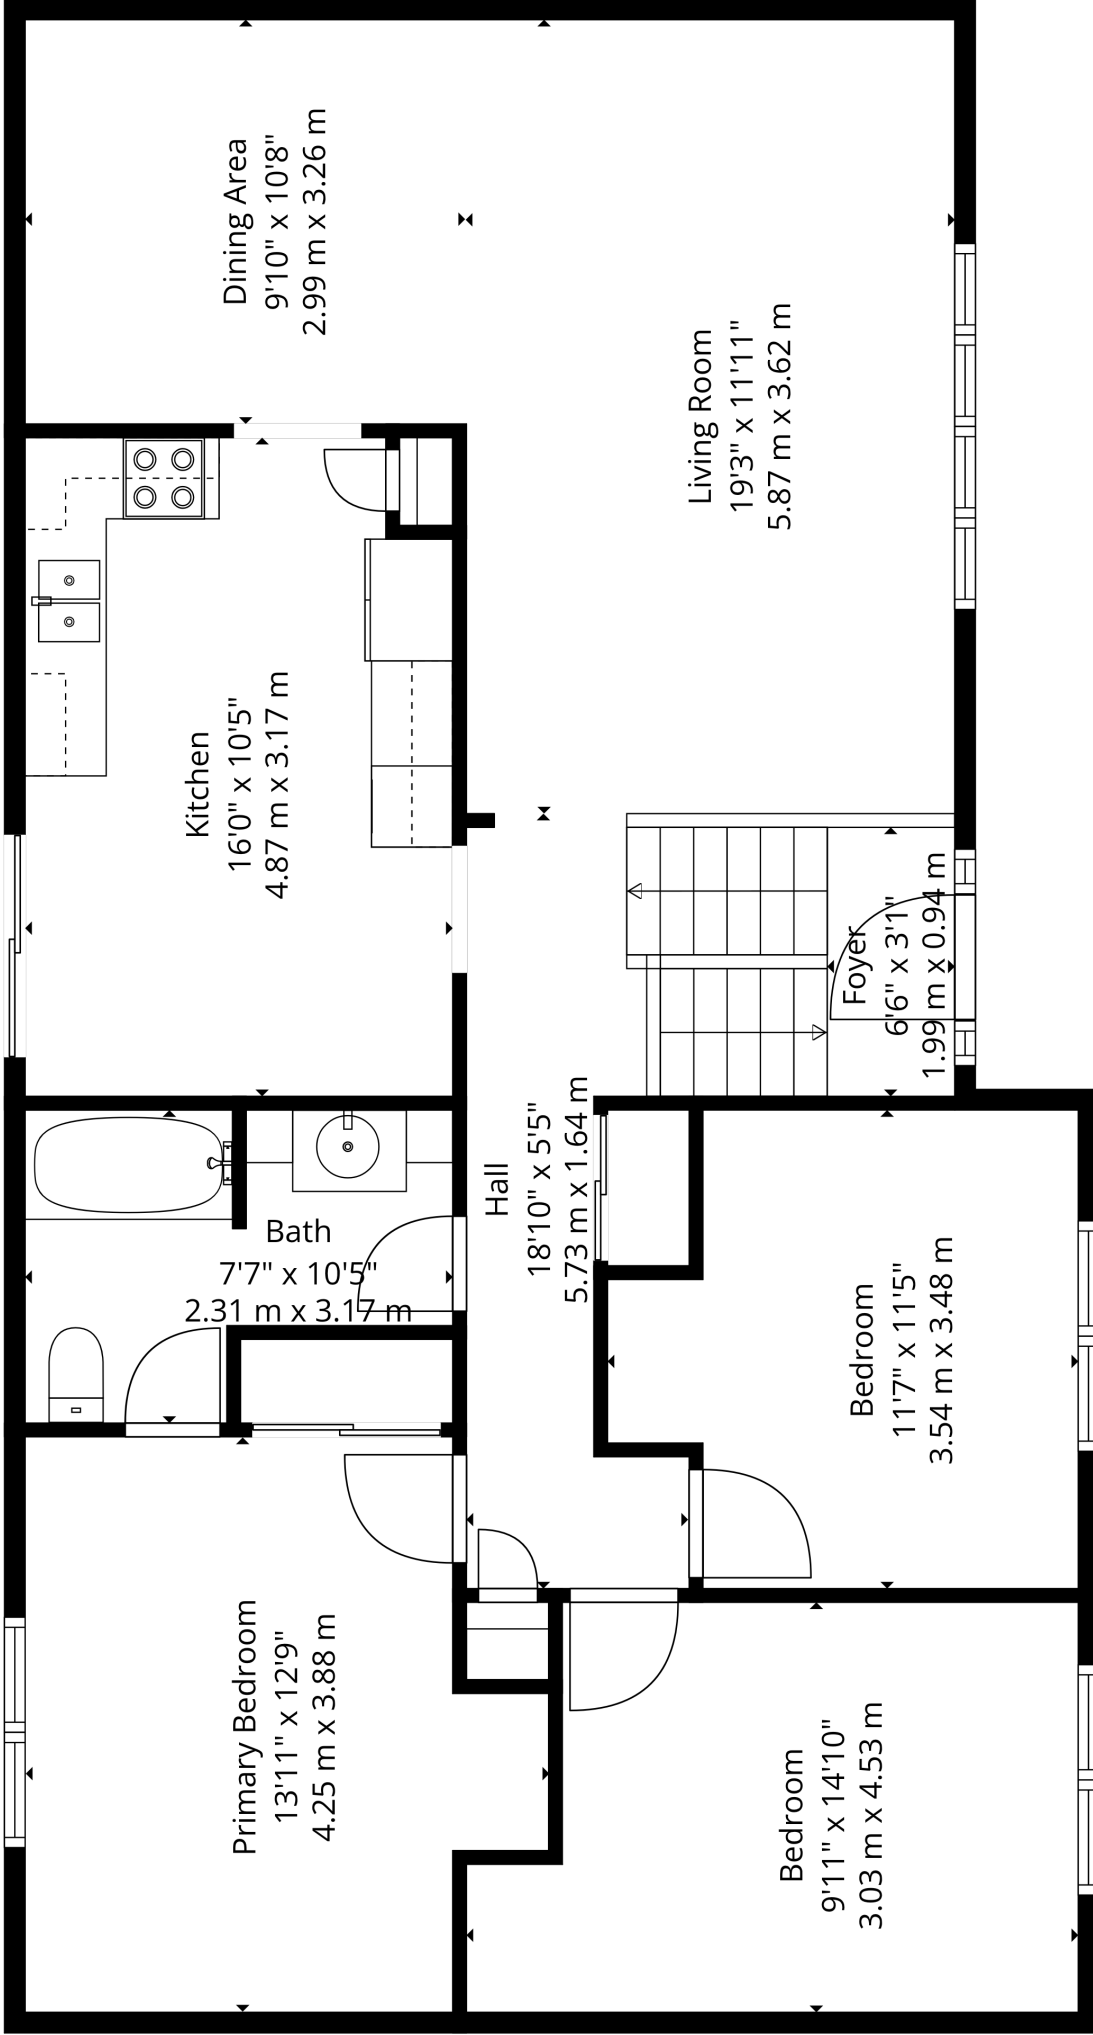 Dining Area
9'10" x 10'8"
2.99 m x 3.26 m
Living Room
19'3" x 11'11"
5.87 m x 3.62 m
Kitchen
16'0" x 10'5"
4.87 m x 3.17 m
Foyer
6'6" x 3'1"
1.99 m x 0.94 m
Hall
18'10" x 5'5"
5.73 m x 1.64 m
Bath
7'7" x 10'5"
2.31 m x 3.17 m
Bedroom
11'7" x 11'5"
3.54 m x 3.48 m
Primary Bedroom
13'11" x 12'9"
4.25 m x 3.88 m
Bedroom
9'11" x 14'10"
3.03 m x 4.53 m